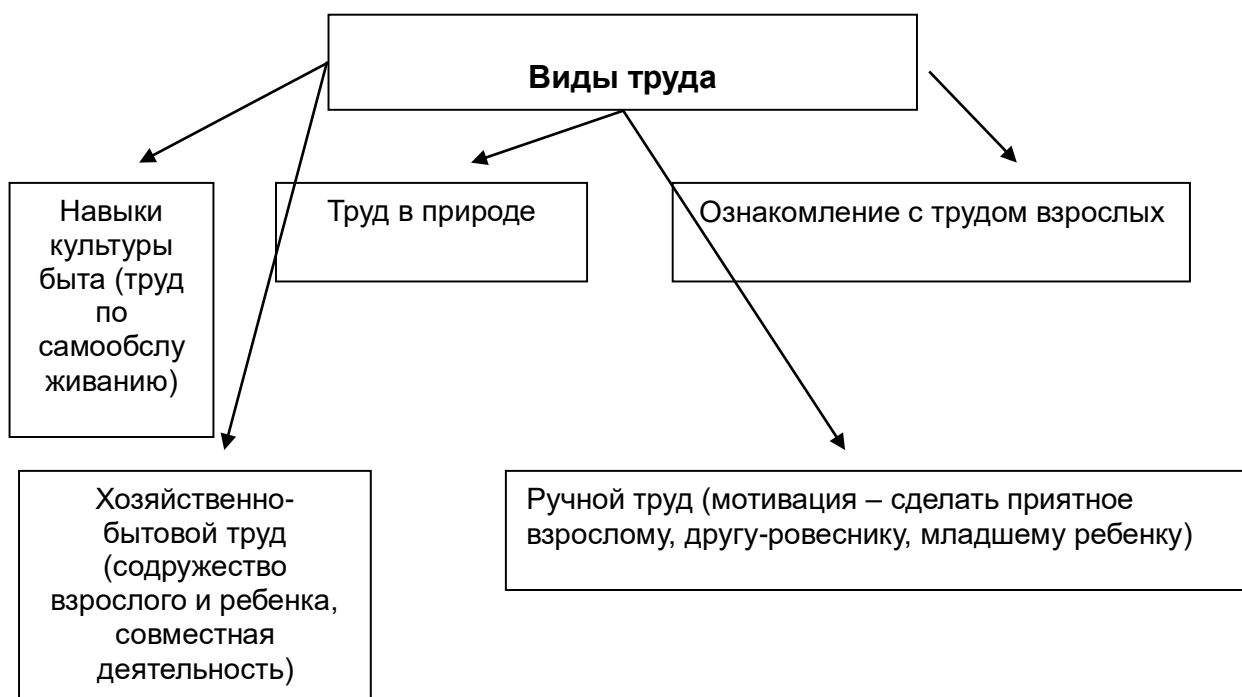 Виды труда
Навыки
культуры
быта (труд
по
самообслу
живанию)
Труд в природе
Ознакомление с трудом взрослых
Хозяйственно-
бытовой труд
(содружество
взрослого и ребенка,
совместная
деятельность)
Ручной труд (мотивация – сделать приятное
взрослому, другу-ровеснику, младшему ребенку)